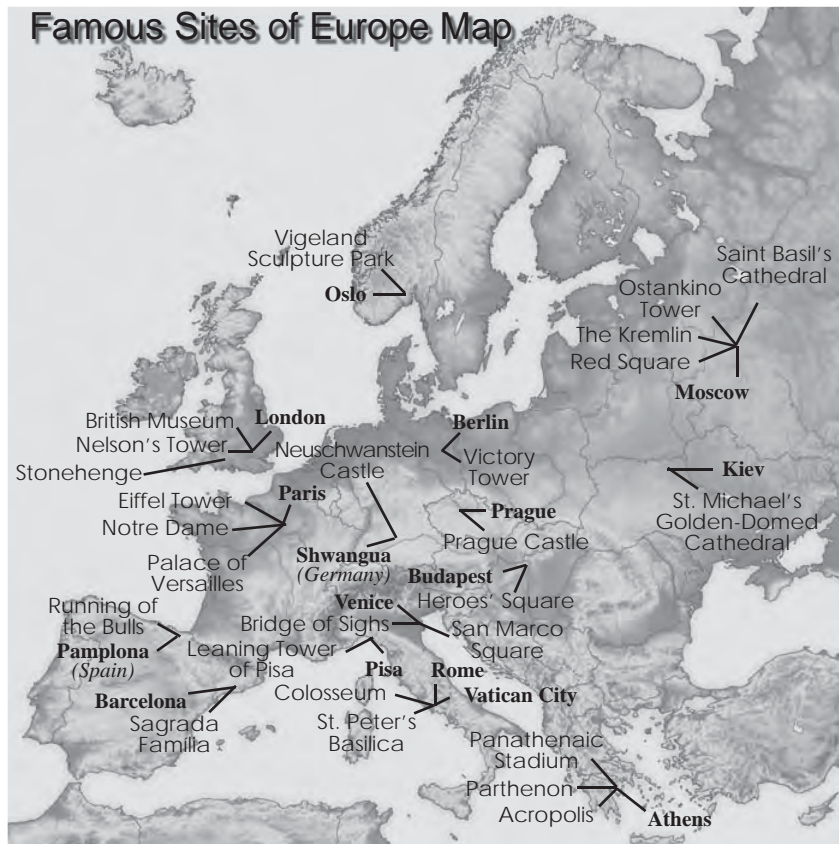 Famous Sites of Europe Map
Vigeland
Sculpture Park
Oslo
Saint Basil's
Cathedral
Ostankino
Tower
The Kremlin
Red Square
Moscow
British Museum
London
Nelson's Tower
Stonehenge
Neuschwanstein
Castle
Berlin
Victory
Tower
Kiev
St. Michael's
Golden-Domed
Cathedral
Eiffel Tower
Paris
Notre Dame
Palace of
Versailles
Prague
Prague Castle
Shwangua
(Germany)
Budapest
Heroes' Square
Venice
Bridge of Sighs
San Marco
Square
Running of
the Bulls
Pamplona
(Spain)
Leaning Tower
of Pisa
Pisa
Rome
Colosseum
Vatican City
St. Peter's
Basilica
Barcelona
Sagrada
Família
Panathenaic
Stadium
Parthenon
Acropolis
Athens